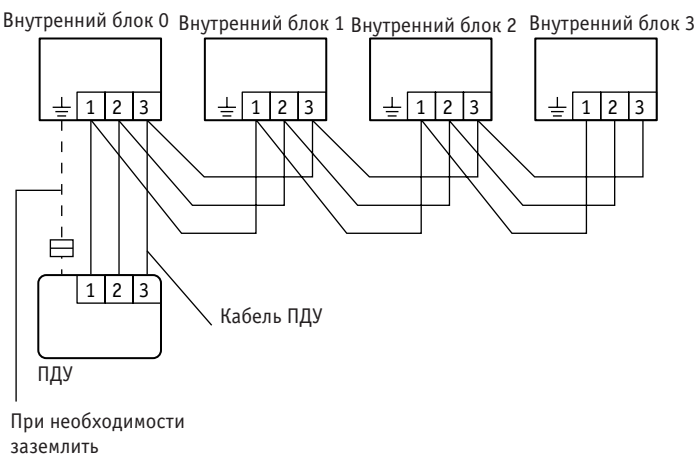 Внутренний блок 0 Внутренний блок 1 Внутренний блок 2 Внутренний блок 3
1 2 3 1 2 3 1 2 3 1 2 3
1 2 3
Кабель ПДУ
ПДУ
При необходимости
заземлить